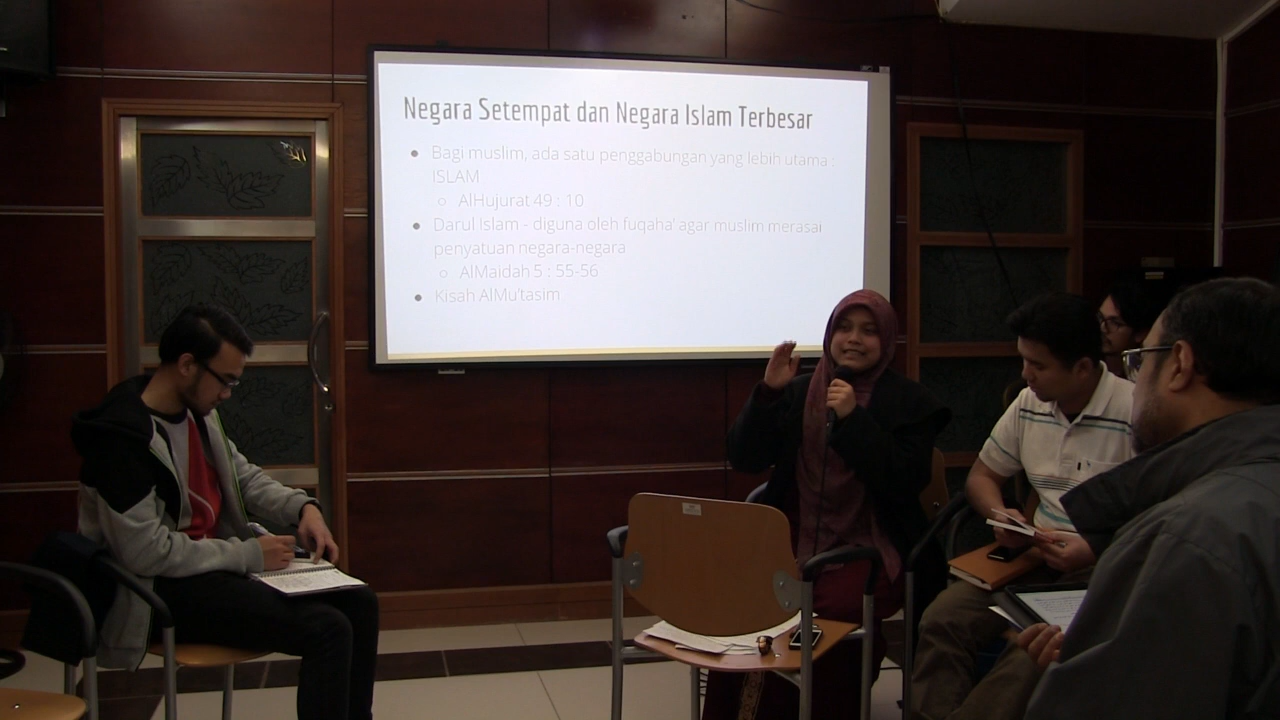 Negara Setempat dan Negara Islam Terbesar
Bagi muslim, ada satu penggabungan yang lebih utama :
ISLAM
AlHujurat 49 : 10
Darul Islam - diguna oleh fuqaha' agar muslim merasai
penyatuan negara-negara
AlMaidah 5 : 55-56
Kisah AlMu'tasim